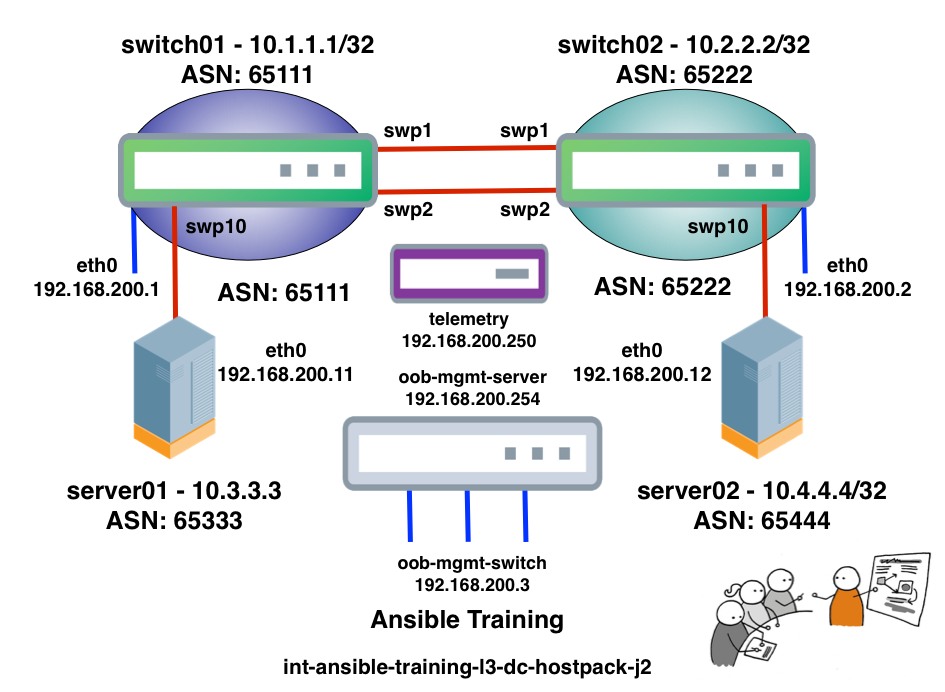 switch01 - 10.1.1.1/32
ASN: 65111
switch02 - 10.2.2.2/32
ASN: 65222
swp1
swp1
swp2
swp2
swp10
swp10
eth0
192.168.200.1
ASN: 65111
ASN: 65222
eth0
192.168.200.2
telemetry
192.168.200.250
eth0
192.168.200.11
eth0
192.168.200.12
oob-mgmt-server
192.168.200.254
server01 - 10.3.3.3
ASN: 65333
server02 - 10.4.4.4/32
ASN: 65444
oob-mgmt-switch
192.168.200.3
Ansible Training
int-ansible-training-l3-dc-hostpack-j2